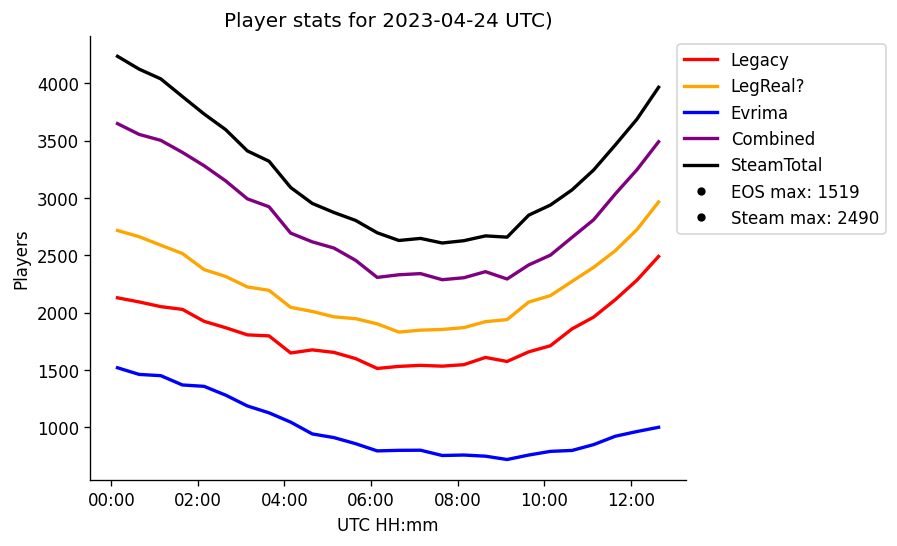 Player stats for 2023-04-24 UTC)
Legacy
LegReal?
Evrima
Combined
SteamTotal
EOS max: 1519
Steam max: 2490
Players
4000
3500
3000
2500
2000
1500
1000
00:00 02:00 04:00 06:00 08:00 10:00 12:00
UTC HH:mm